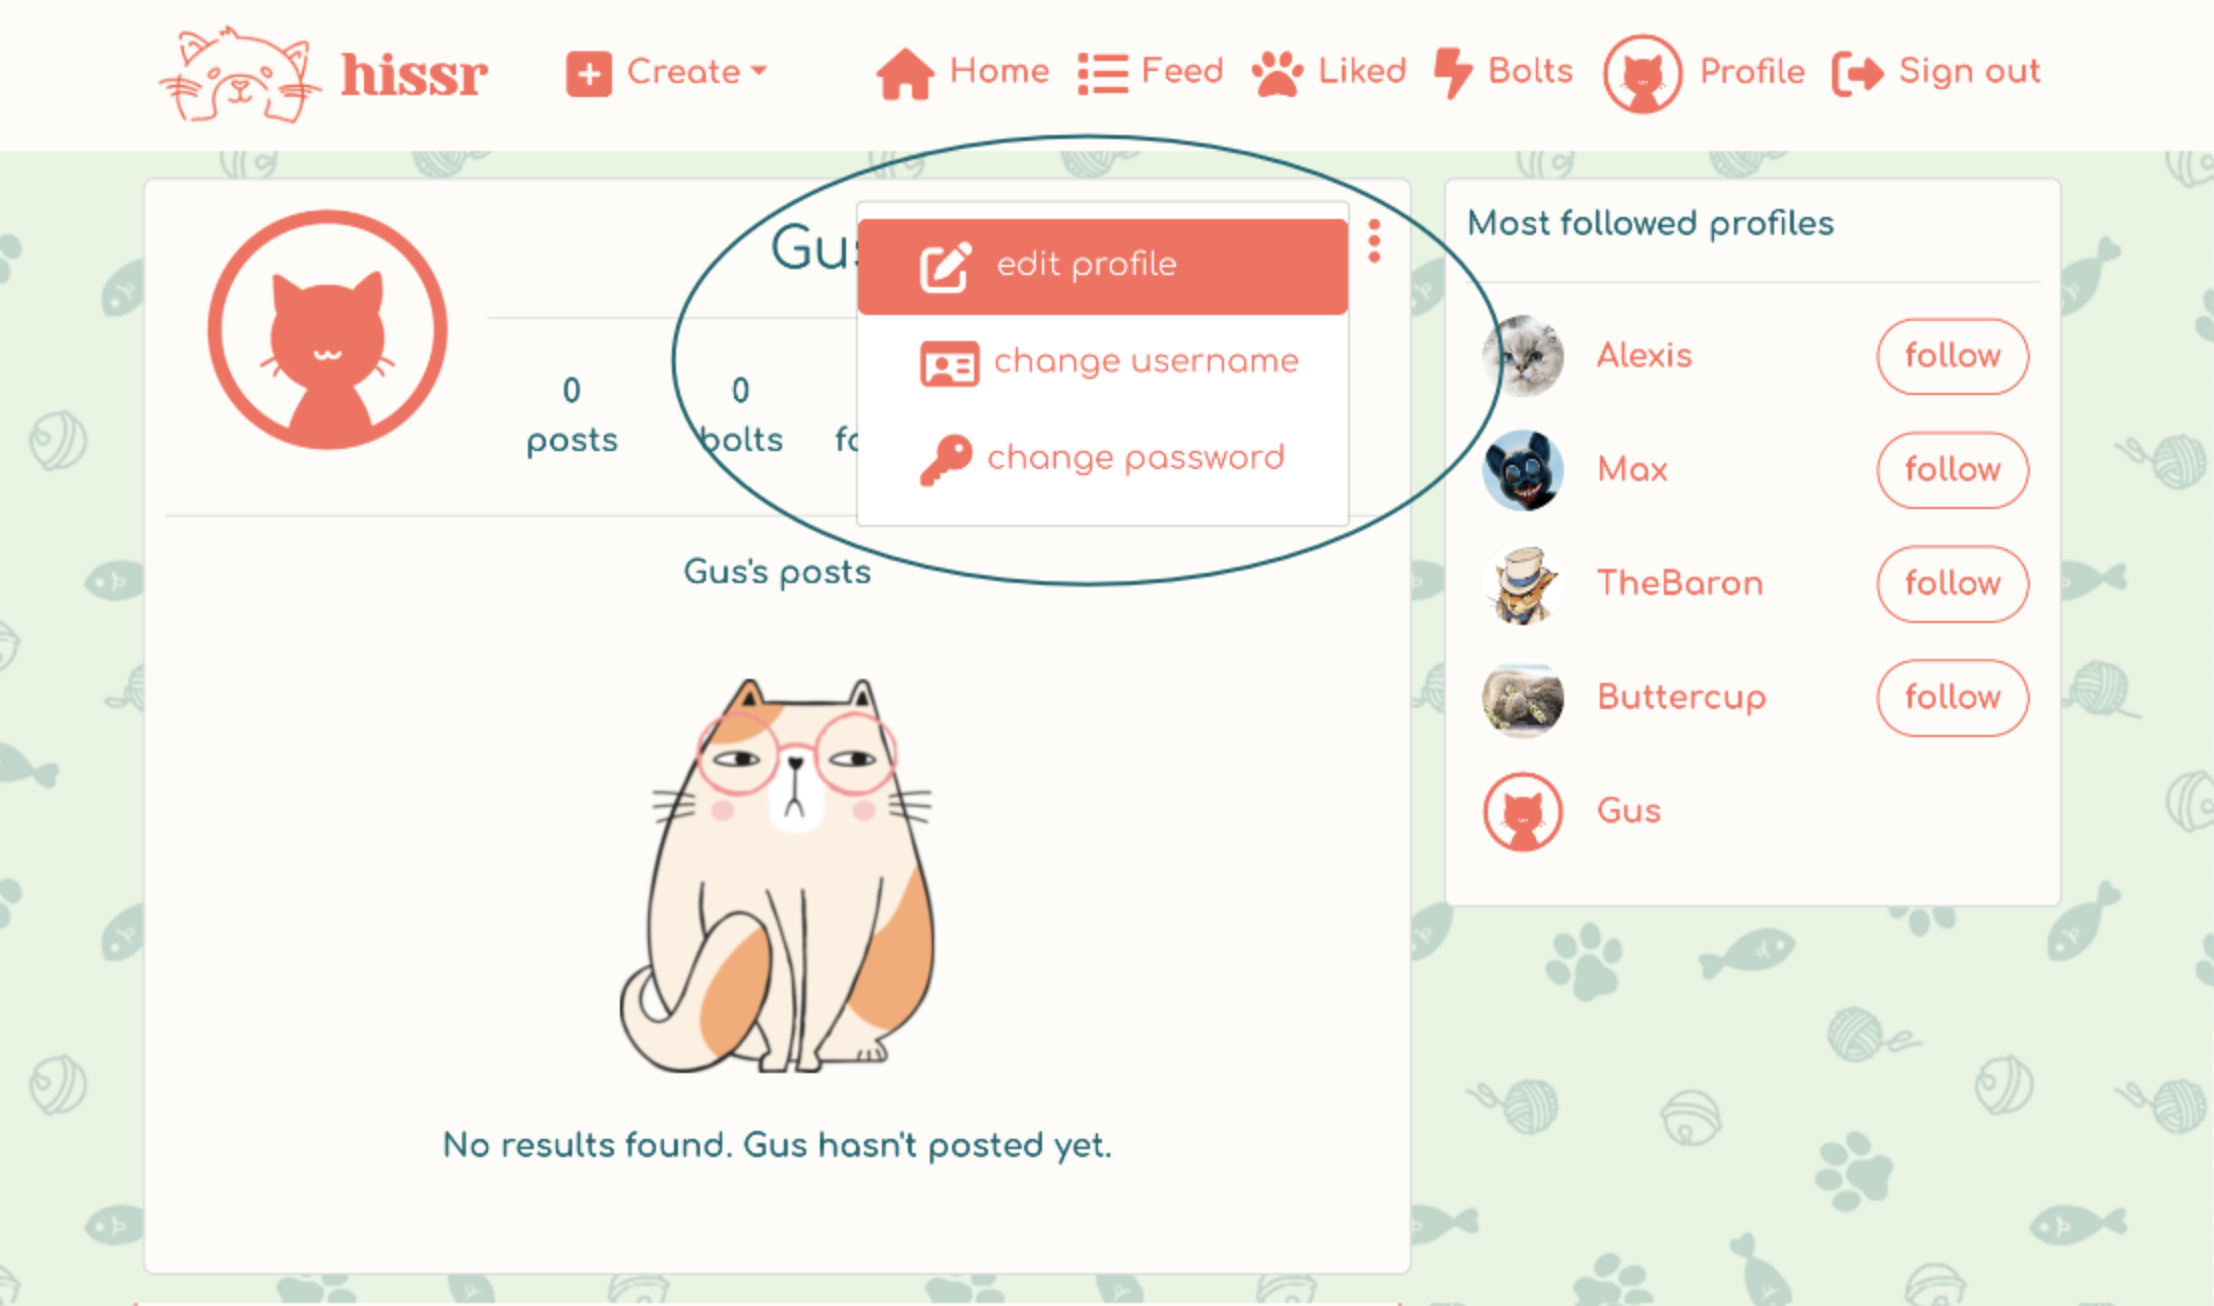 hissr
Create
Home
Feed
Liked
Bolts
Profile
Sign out
edit profile
change username
change password
0
posts
0
bolts
Gus's posts
No results found. Gus hasn't posted yet.
Most followed profiles
Alexis follow
Max follow
TheBaron follow
Buttercup follow
Gus